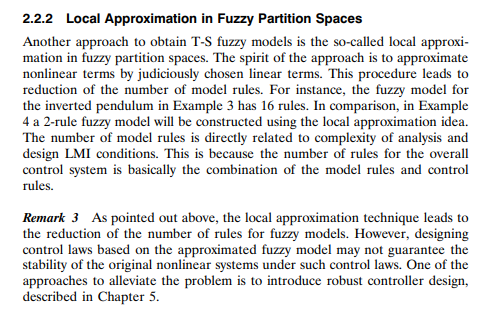 2.2.2 Local Approximation in Fuzzy Partition Spaces
Another approach to obtain T-S fuzzy models is the so-called local approxi-
mation in fuzzy partition spaces. The spirit of the approach is to approximate
nonlinear terms by judiciously chosen linear terms. This procedure leads to
reduction of the number of model rules. For instance, the fuzzy model for
the inverted pendulum in Example 3 has 16 rules. In comparison, in Example
4 a 2-rule fuzzy model will be constructed using the local approximation idea.
The number of model rules is directly related to complexity of analysis and
design LMI conditions. This is because the number of rules for the overall
control system is basically the combination of the model rules and control
rules.
Remark 3 As pointed out above, the local approximation technique leads to
the reduction of the number of rules for fuzzy models. However, designing
control laws based on the approximated fuzzy model may not guarantee the
stability of the original nonlinear systems under such control laws. One of the
approaches to alleviate the problem is to introduce robust controller design,
described in Chapter 5.